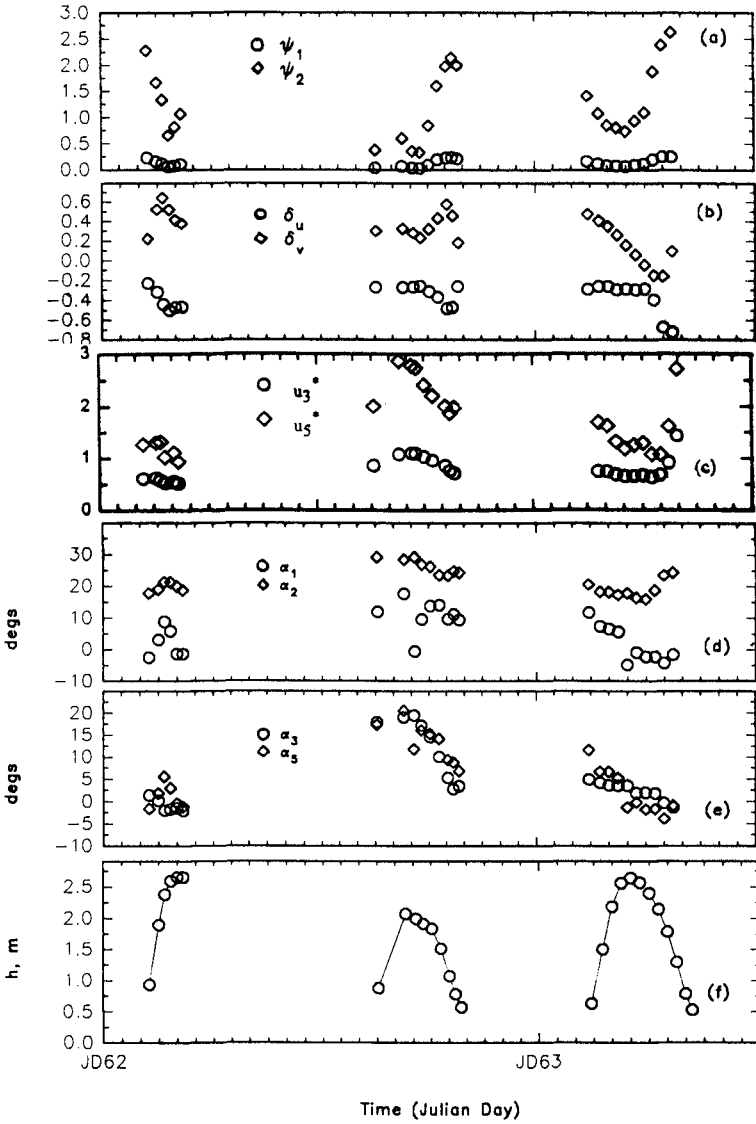 3.0
2.5
2.0
1.5
1.0
0.5
0.0
ψ1
ψ2
(a)
0.6
0.4
0.2
0.0
−0.2
−0.4
−0.6
−0.8
δu
δv
(b)
3
2
1
0
u3*
u5*
(c)
degs
30
20
10
0
−10
α1
α2
(d)
degs
20
15
10
5
0
−5
−10
α3
α5
(e)
h, m
2.5
2.0
1.5
1.0
0.5
0.0
(f)
JD62
JD63
Time (Julian Day)